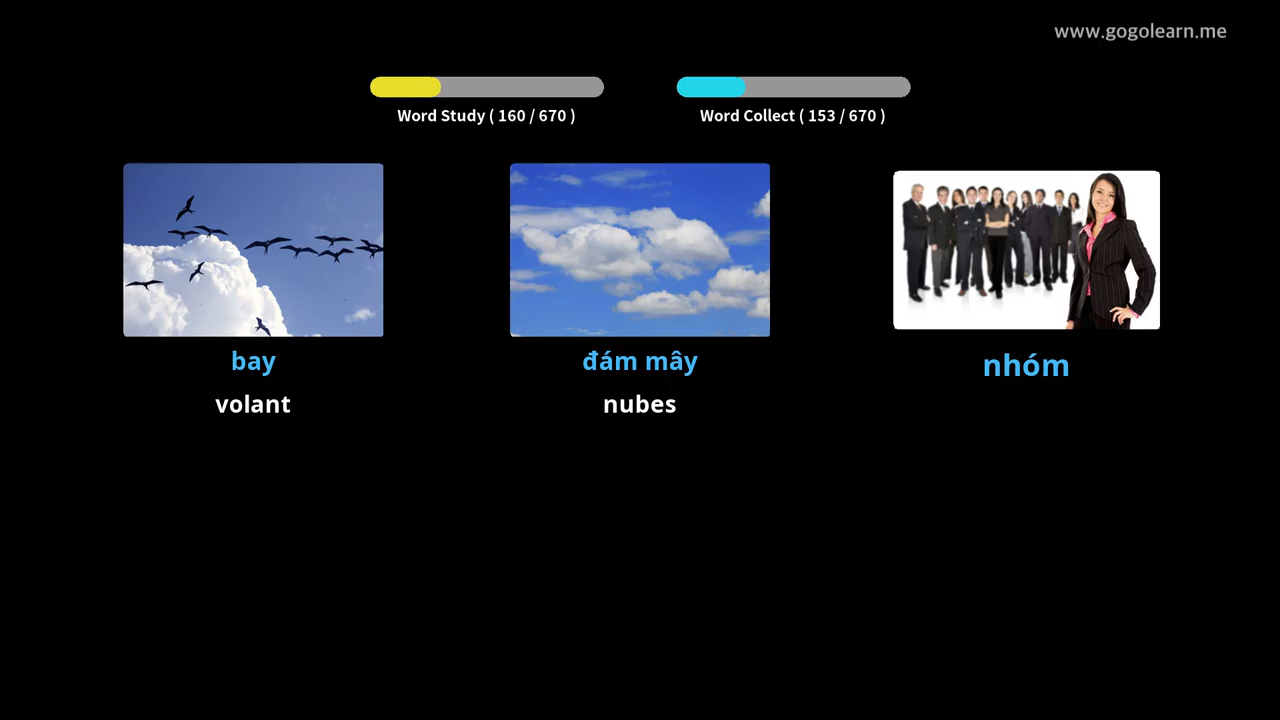 www.gogolearn.me
Word Study ( 160 / 670 )
Word Collect ( 153 / 670 )
bay
đám mây
nhóm
volant
nubes